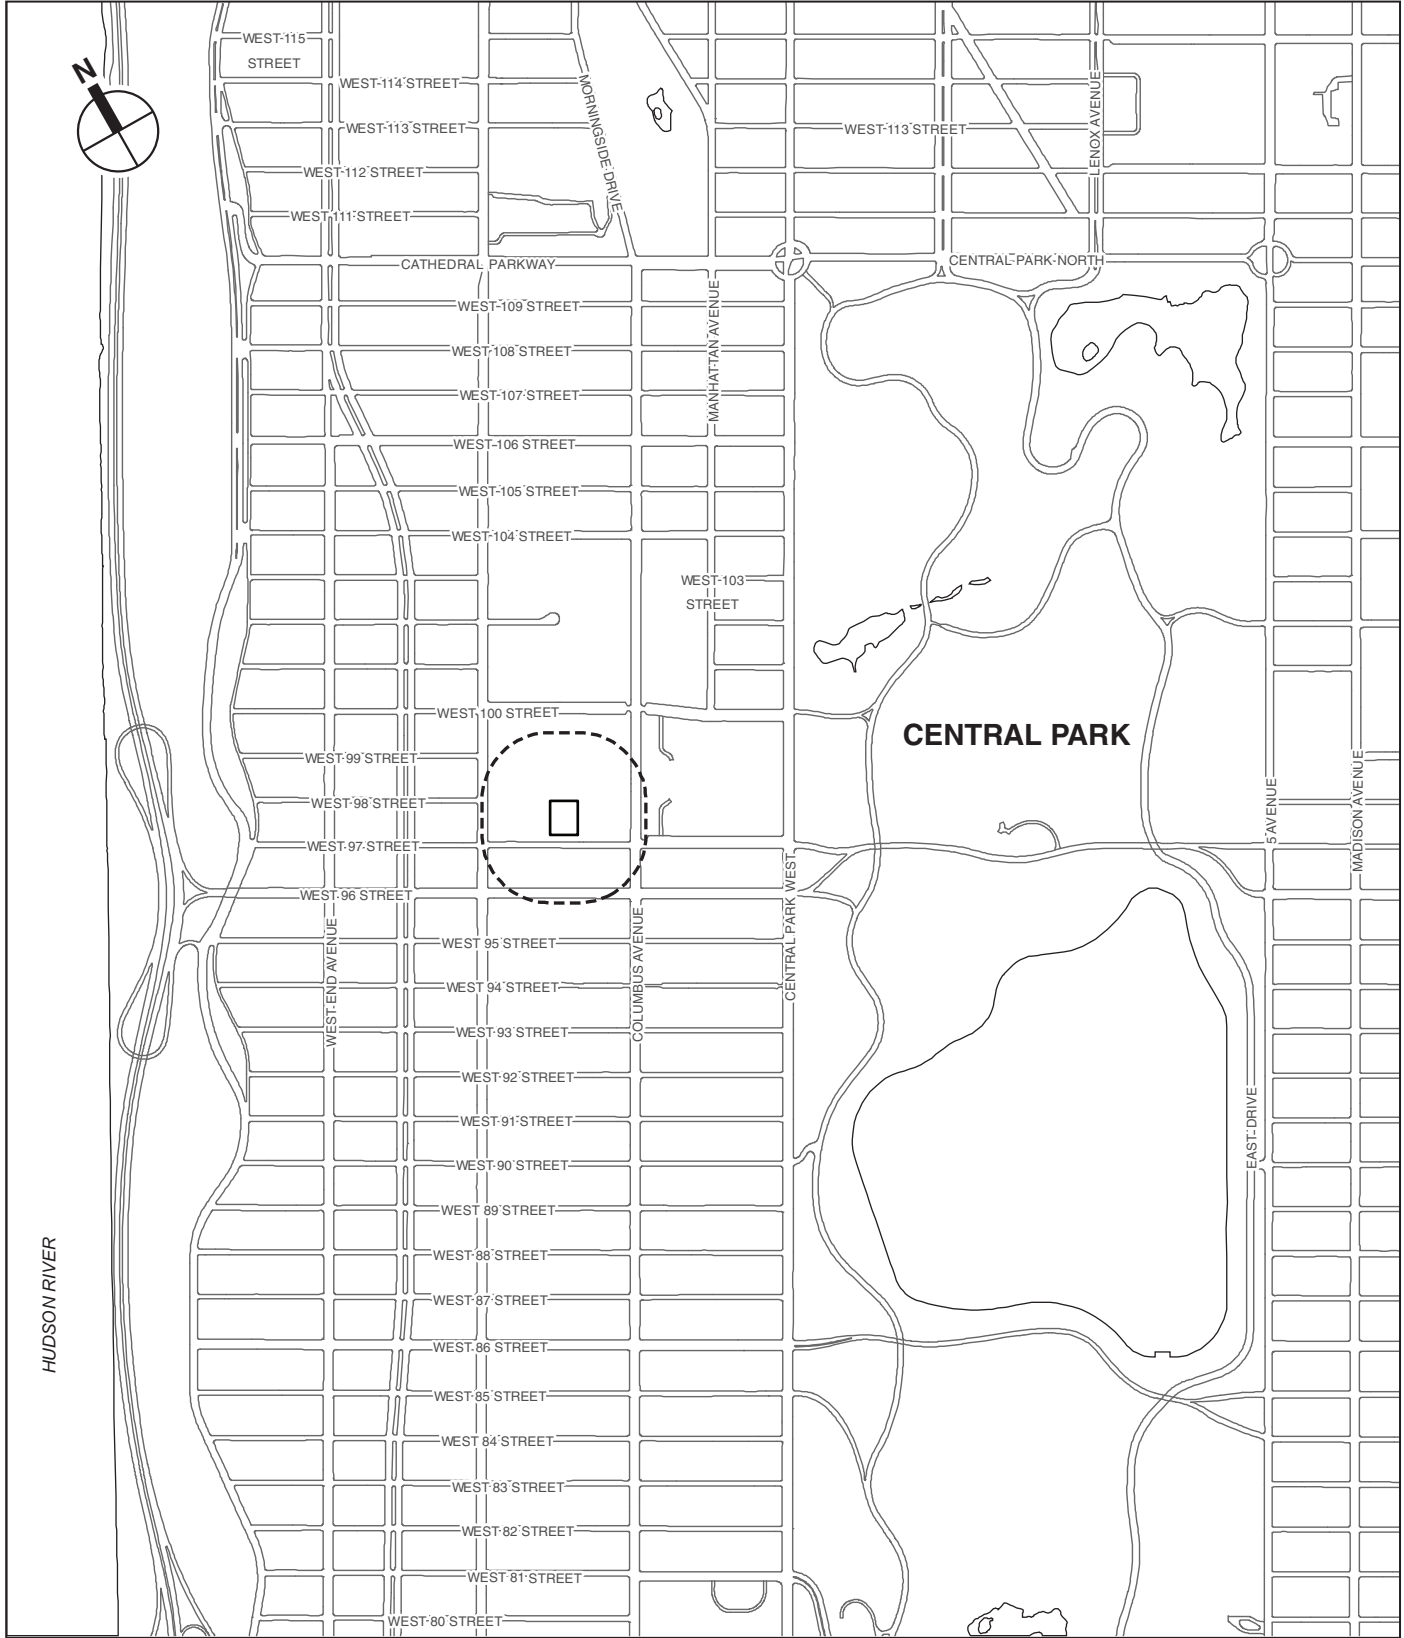 N
WEST 115
STREET
WEST 114 STREET
WEST 113 STREET
WEST 112 STREET
WEST 111 STREET
MORNINGSIDE DRIVE
WEST 113 STREET
LENOX AVENUE
CATHEDRAL PARKWAY
CENTRAL PARK NORTH
WEST 109 STREET
WEST 108 STREET
WEST 107 STREET
MANHATTAN AVENUE
WEST 106 STREET
WEST 105 STREET
WEST 104 STREET
WEST 103
STREET
WEST 100 STREET
CENTRAL PARK
WEST 99 STREET
WEST 98 STREET
WEST 97 STREET
WEST 96 STREET
5 AVENUE
MADISON AVENUE
WEST END AVENUE
COLUMBUS AVENUE
CENTRAL PARK WEST
WEST 95 STREET
WEST 94 STREET
WEST 93 STREET
WEST 92 STREET
WEST 91 STREET
WEST 90 STREET
EAST DRIVE
WEST 89 STREET
WEST 88 STREET
WEST 87 STREET
HUDSON RIVER
WEST 86 STREET
WEST 85 STREET
WEST 84 STREET
WEST 83 STREET
WEST 82 STREET
WEST 81 STREET
WEST 80 STREET